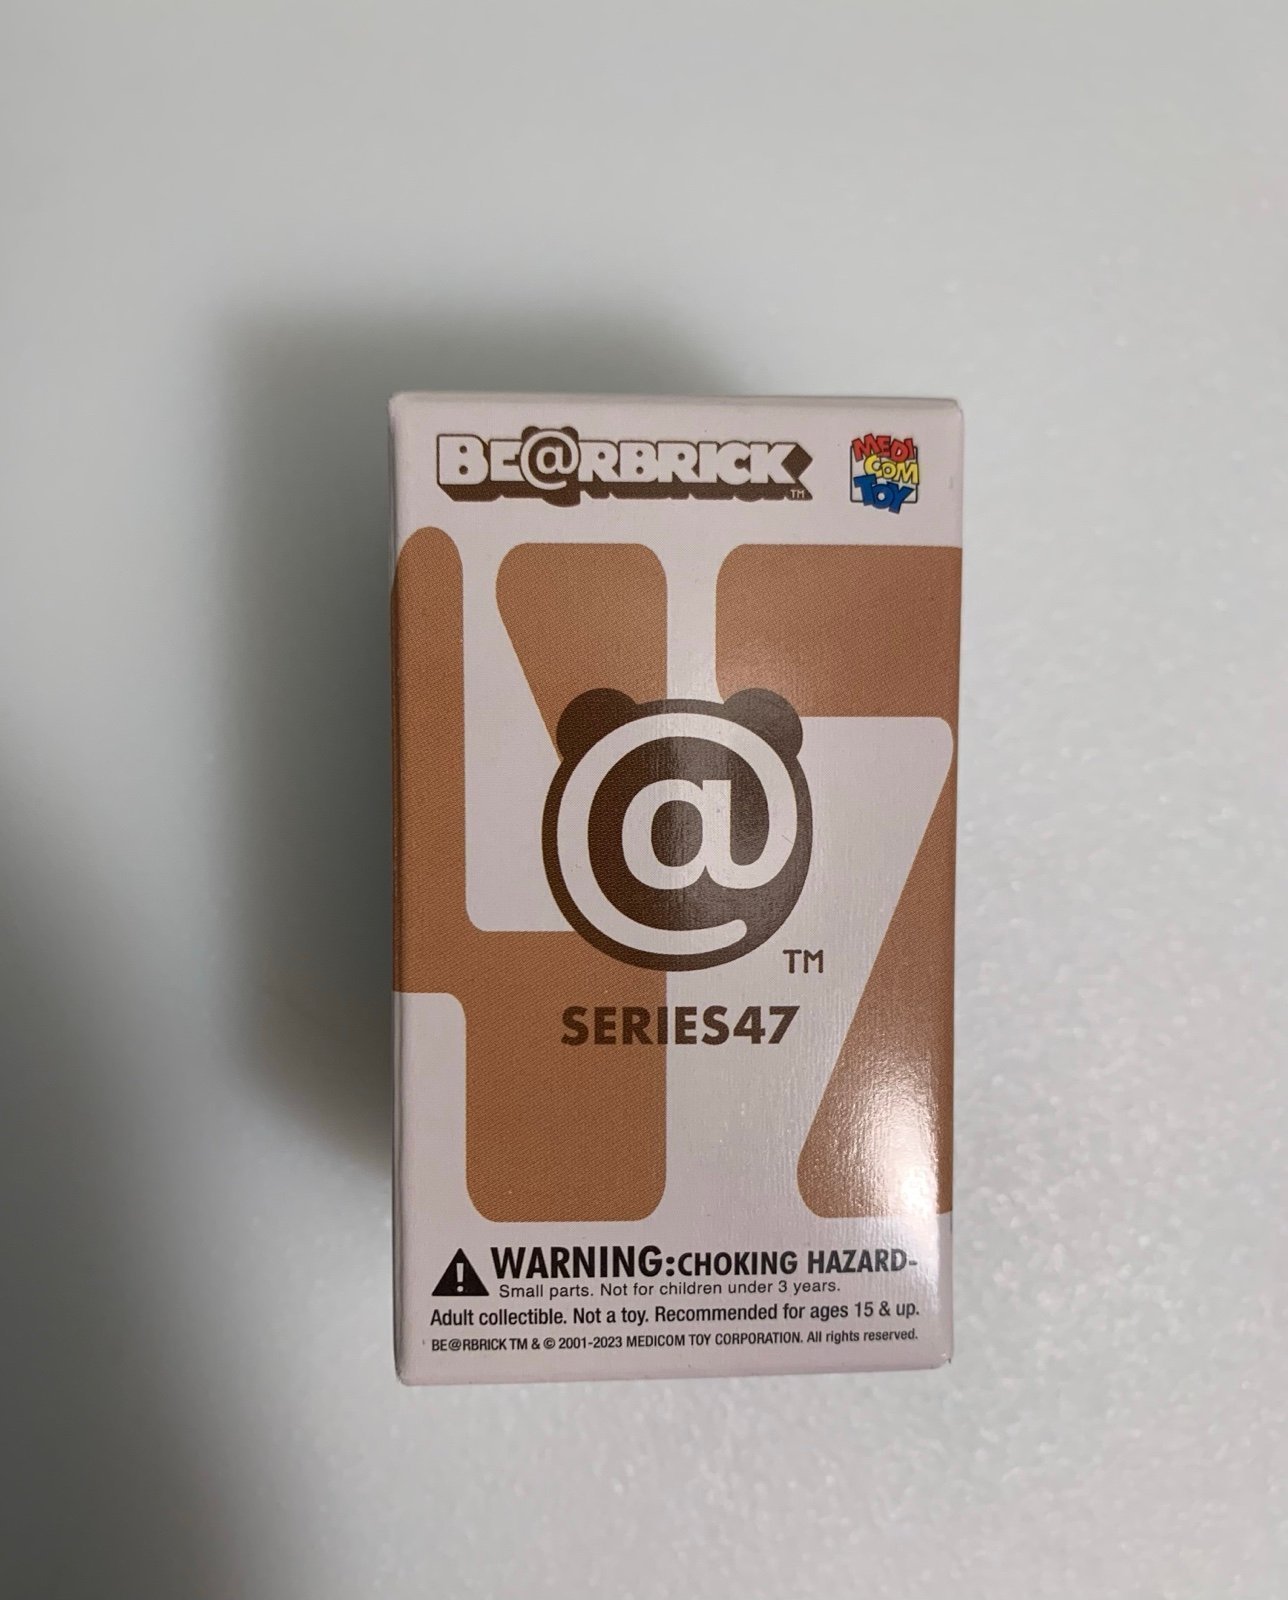 BE@RBRICK TM
MEDI
COM
TOY
47
@
TM
SERIES47
WARNING:CHOKING HAZARD-
Small parts. Not for children under 3 years.
Adult collectible. Not a toy. Recommended for ages 15 & up.
BE@RBRICK TM & © 2001-2023 MEDICOM TOY CORPORATION. All rights reserved.